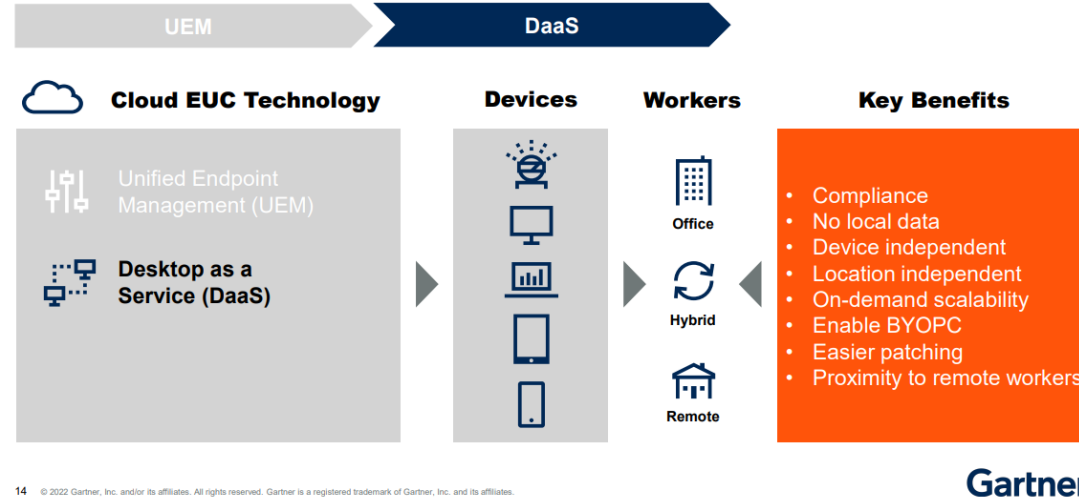 UEM
DaaS
Cloud EUC Technology
Devices
Workers
Key Benefits
Unified Endpoint
Management (UEM)
Desktop as a
Service (DaaS)
Office
Hybrid
Remote
• Compliance
• No local data
• Device independent
• Location independent
• On-demand scalability
• Enable BYOPC
• Easier patching
• Proximity to remote workers
14 © 2022 Gartner, Inc. and/or its affiliates. All rights reserved. Gartner is a registered trademark of Gartner, Inc. and its affiliates.
Gartner